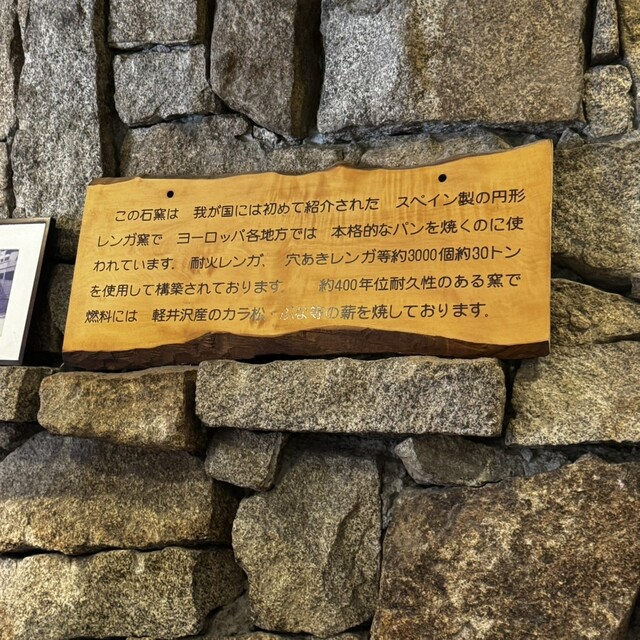 この石窯は 我が国には初めて紹介された スペイン製の円形
レンガ窯で ヨーロッパ各地方では 本格的なパンを焼くのに使
われています. 耐火レンガ、 穴あきレンガ等約3000個約30トン
を使用して構築されております. 約400年位耐久性のある窯で
燃料には 軽井沢産のカラ松 の薪を焼しております.